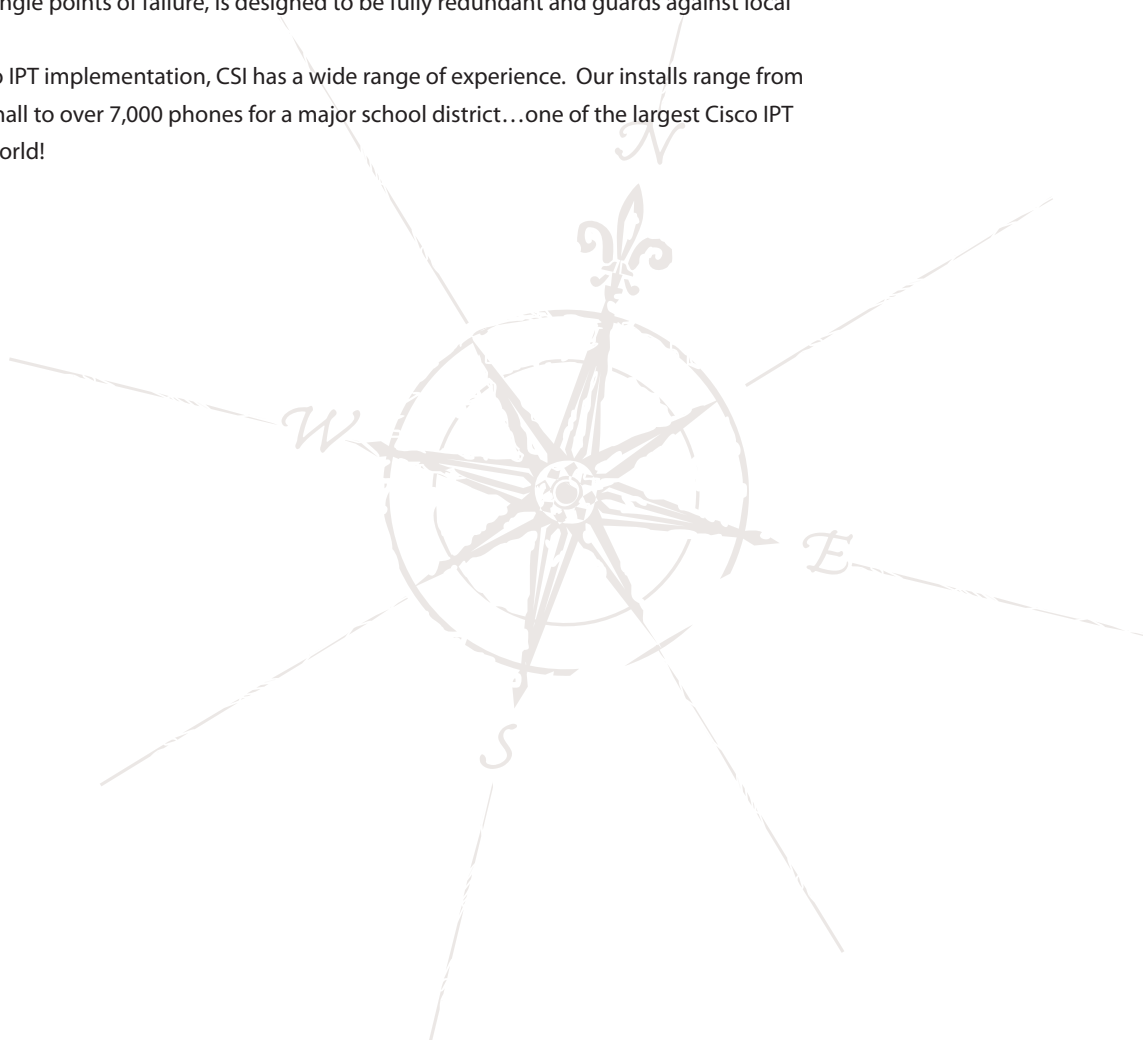 ngle points of failure, is designed to be fully redundant and guards against local
o IPT implementation, CSI has a wide range of experience.  Our installs range from
all to over 7,000 phones for a major school district…one of the largest Cisco IPT
orld!
N
W
E
S